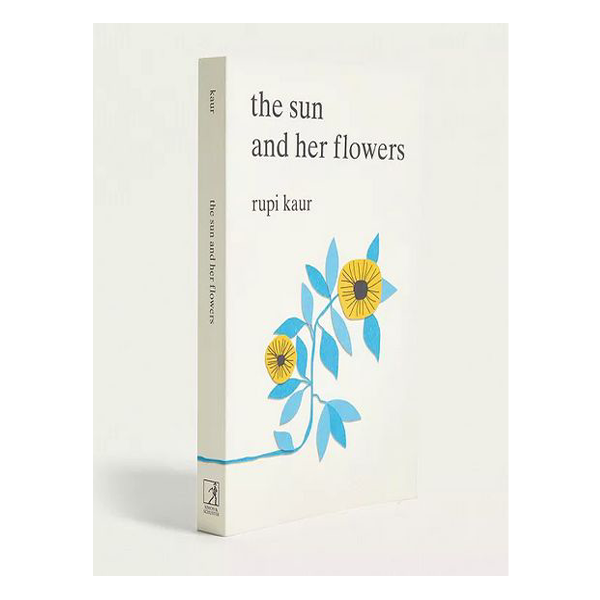 the sun
and her flowers
rupi kaur
kaur
the sun and her flowers